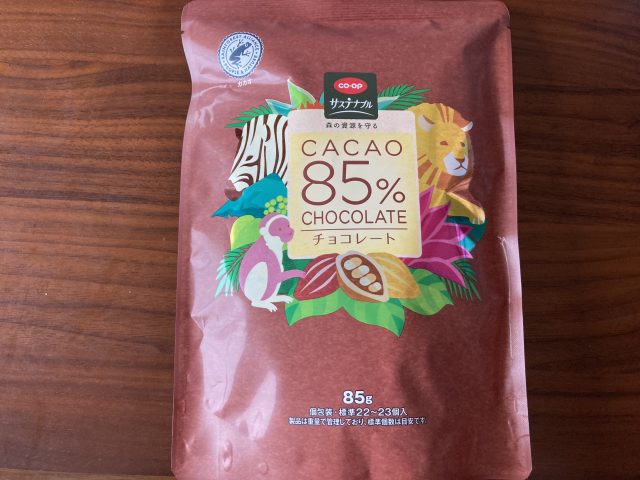 カカオ
co·op
サステナブル
森の資源を守る
CACAO
85%
CHOCOLATE
チョコレート
85g
個包装・標準22~23個入
製品は重量で管理しており、標準個数は目安です。